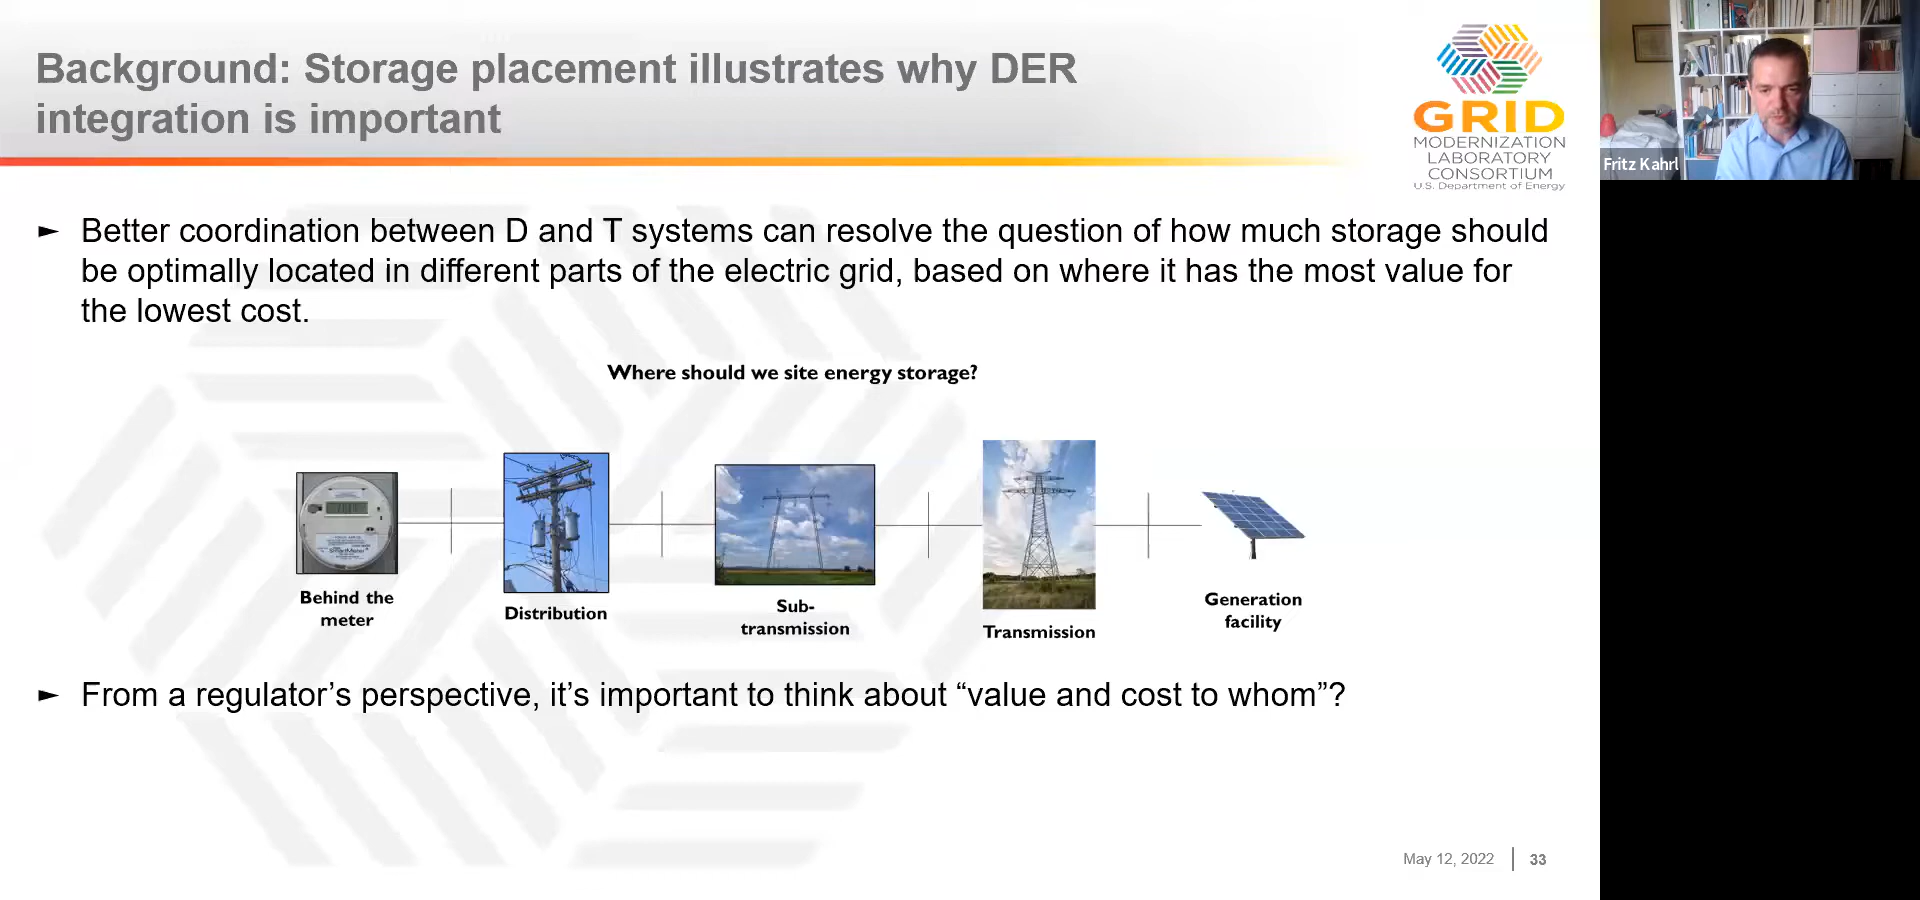 Background: Storage placement illustrates why DER
integration is important
GRID
MODERNIZATION
LABORATORY
CONSORTIUM
U.S. Department of Energy
Fritz Kahrl
► Better coordination between D and T systems can resolve the question of how much storage should
be optimally located in different parts of the electric grid, based on where it has the most value for
the lowest cost.
Where should we site energy storage?
Behind the
meter
Distribution
Sub-
transmission
Transmission
Generation
facility
► From a regulator’s perspective, it’s important to think about “value and cost to whom”?
May 12, 2022
33